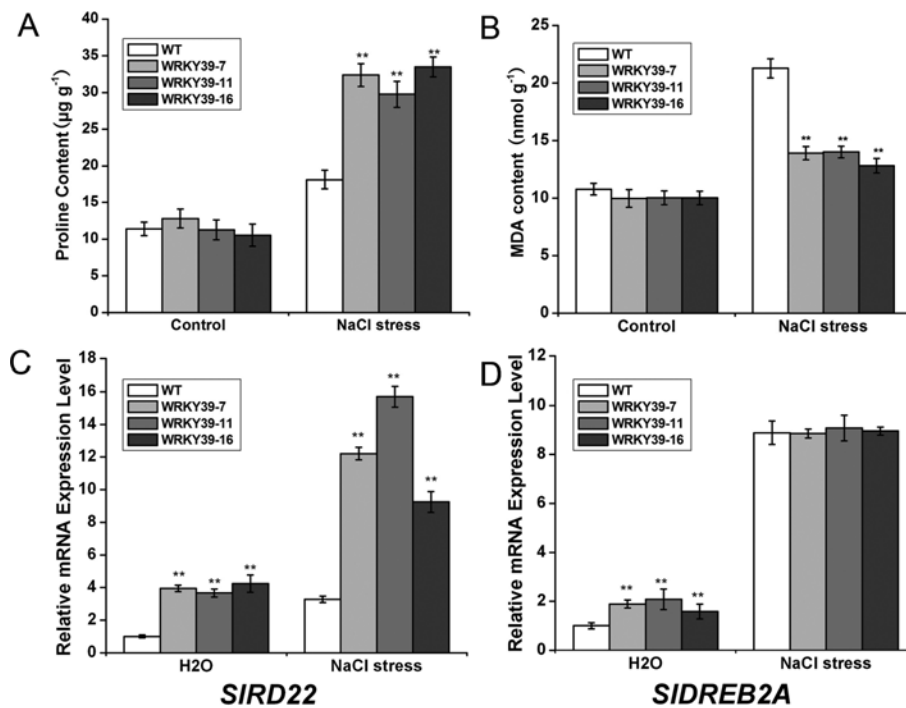 A
Proline Content (μg g⁻¹)
40
35
30
25
20
15
10
5
0
WT
WRKY39-7
WRKY39-11
WRKY39-16
**
**
**
Control
NaCl stress
B
MDA content (nmol g⁻¹)
25
20
15
10
5
0
WT
WRKY39-7
WRKY39-11
WRKY39-16
**
**
**
Control
NaCl stress
C
Relative mRNA Expression Level
18
16
14
12
10
8
6
4
2
0
WT
WRKY39-7
WRKY39-11
WRKY39-16
**
**
**
**
**
**
H2O
NaCl stress
SlRD22
D
Relative mRNA Expression Level
12
10
8
6
4
2
0
WT
WRKY39-7
WRKY39-11
WRKY39-16
**
**
**
H2O
NaCl stress
SlDREB2A